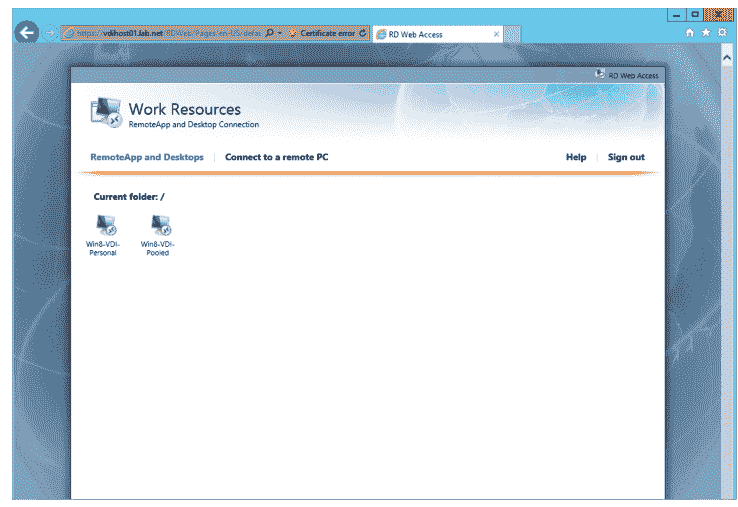 https://vdihost01.lab.net/RDWeb/Pages/en-US/defau
Certificate error
RD Web Access
RD Web Access
Work Resources
RemoteApp and Desktop Connection
RemoteApp and Desktops
Connect to a remote PC
Help
Sign out
Current folder: /
Win8-VDI-
Personal
Win8-VDI-
Pooled